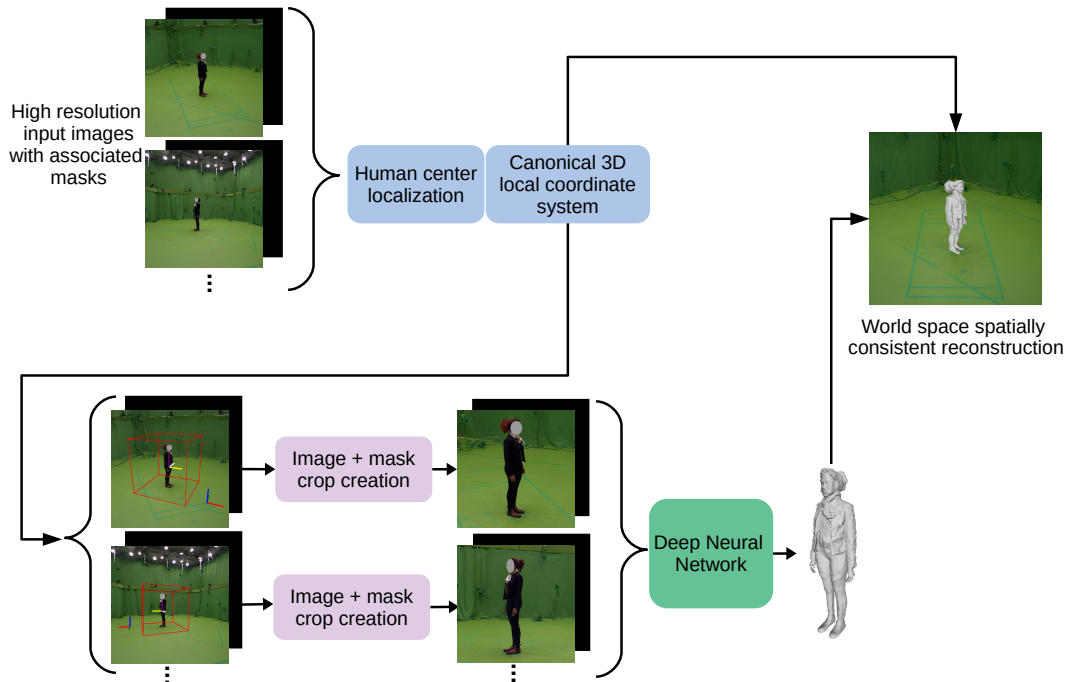 High resolution
input images
with associated
masks
Human center
localization
Canonical 3D
local coordinate
system
World space spatially
consistent reconstruction
Image + mask
crop creation
Image + mask
crop creation
Deep Neural
Network